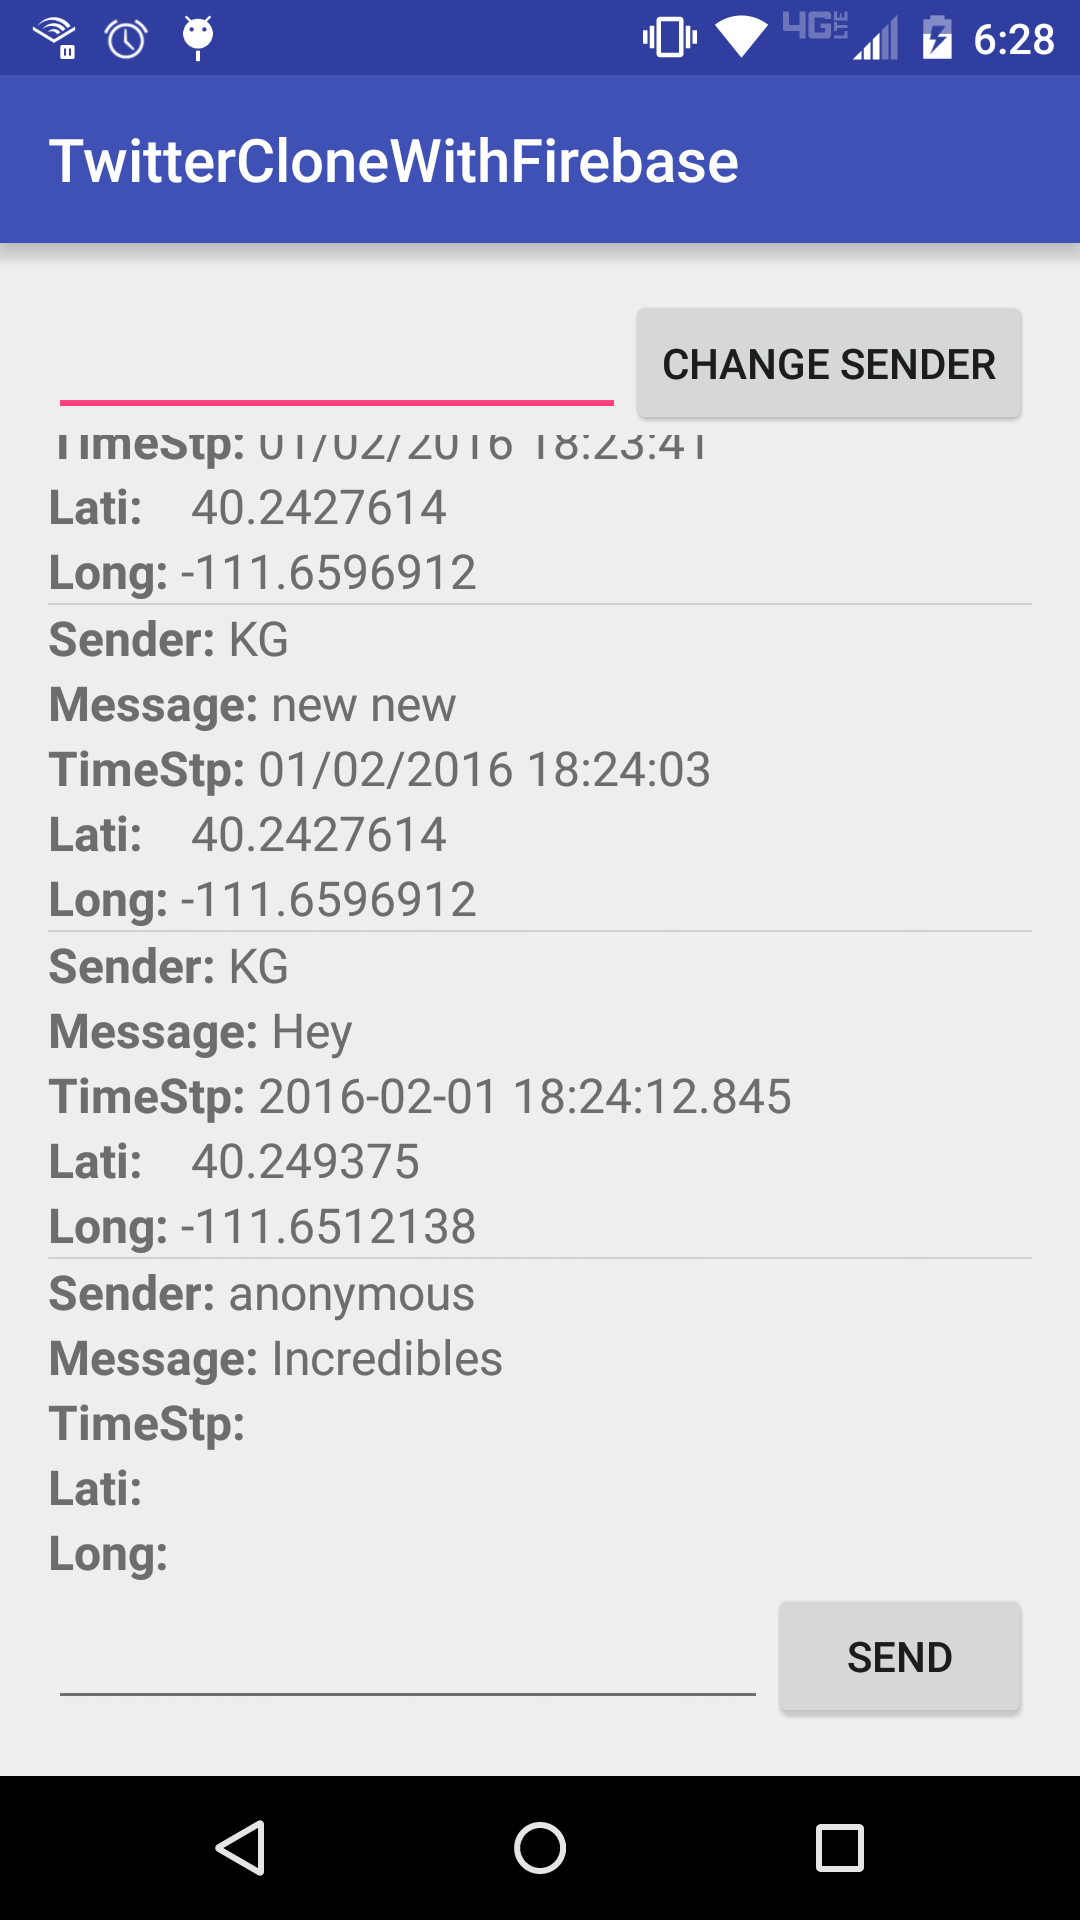 4G LTE 6:28
TwitterCloneWithFirebase
CHANGE SENDER
TimeStp: 01/02/2016 18:23:41
Lati: 40.2427614
Long: -111.6596912
Sender: KG
Message: new new
TimeStp: 01/02/2016 18:24:03
Lati: 40.2427614
Long: -111.6596912
Sender: KG
Message: Hey
TimeStp: 2016-02-01 18:24:12.845
Lati: 40.249375
Long: -111.6512138
Sender: anonymous
Message: Incredibles
TimeStp:
Lati:
Long:
SEND